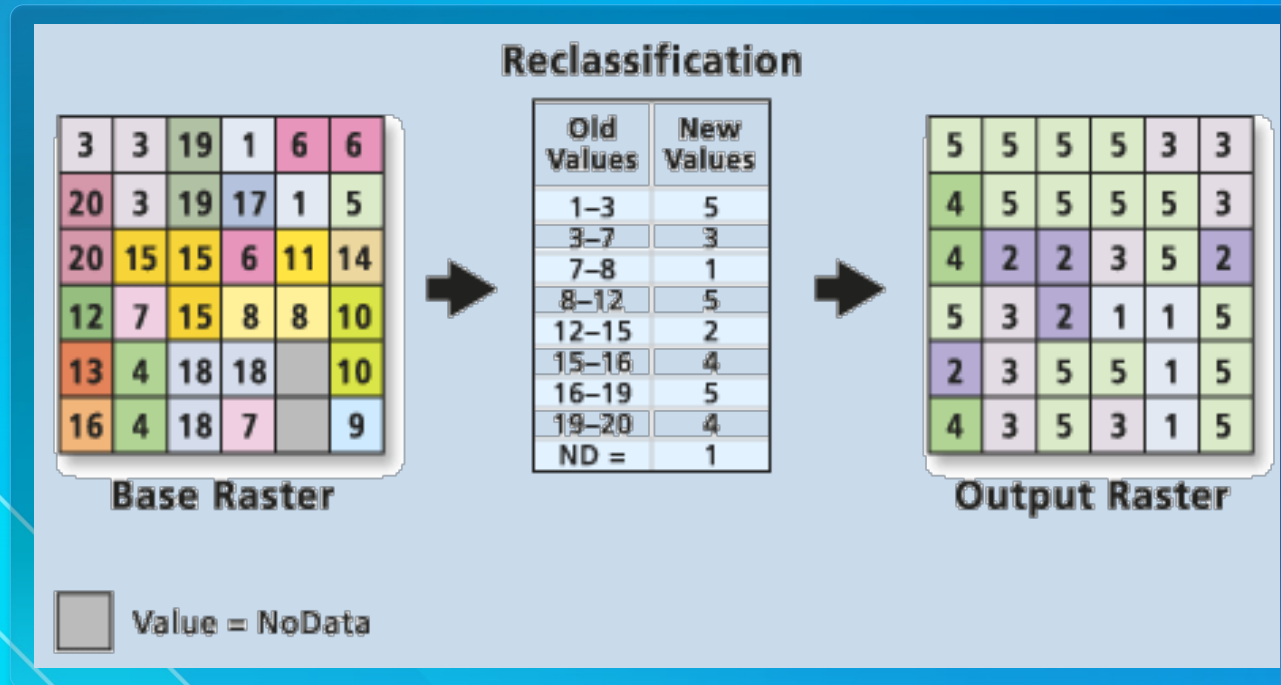 Reclassification
3 3 19 1 6 6
20 3 19 17 1 5
20 15 15 6 11 14
12 7 15 8 8 10
13 4 18 18 10
16 4 18 7 9
Base Raster
Old Values New Values
1–3 5
3–7 3
7–8 1
8–12 5
12–15 2
15–16 4
16–19 5
19–20 4
ND = 1
5 5 5 5 3 3
4 5 5 5 5 3
4 2 2 3 5 2
5 3 2 1 1 5
2 3 5 5 1 5
4 3 5 3 1 5
Output Raster
Value = NoData